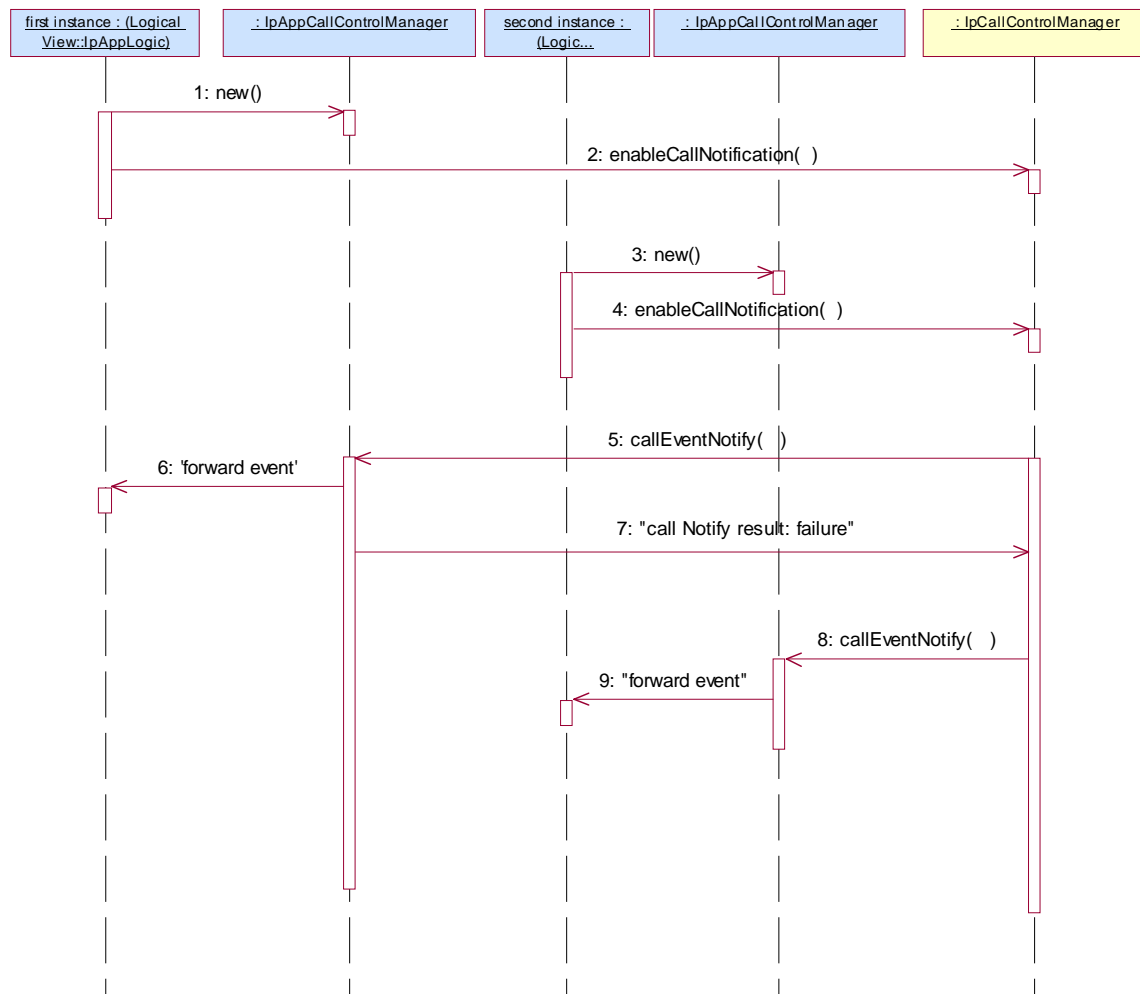 first instance : (Logical
View::IpAppLogic)
: IpAppCallControlManager
second instance :
(Logic...
: IpAppCallControlManager
: IpCallControlManager
1: new()
2: enableCallNotification(  )
3: new()
4: enableCallNotification(  )
5: callEventNotify(   )
6: 'forward event'
7: "call Notify result: failure"
8: callEventNotify(   )
9: "forward event"